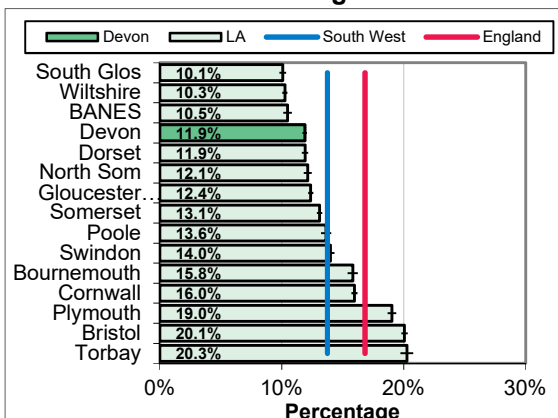 Devon LA South West England
South Glos 10.1%
Wiltshire 10.3%
BANES 10.5%
Devon 11.9%
Dorset 11.9%
North Som 12.1%
Gloucester... 12.4%
Somerset 13.1%
Poole 13.6%
Swindon 14.0%
Bournemouth 15.8%
Cornwall 16.0%
Plymouth 19.0%
Bristol 20.1%
Torbay 20.3%
0% 10% 20% 30%
Percentage